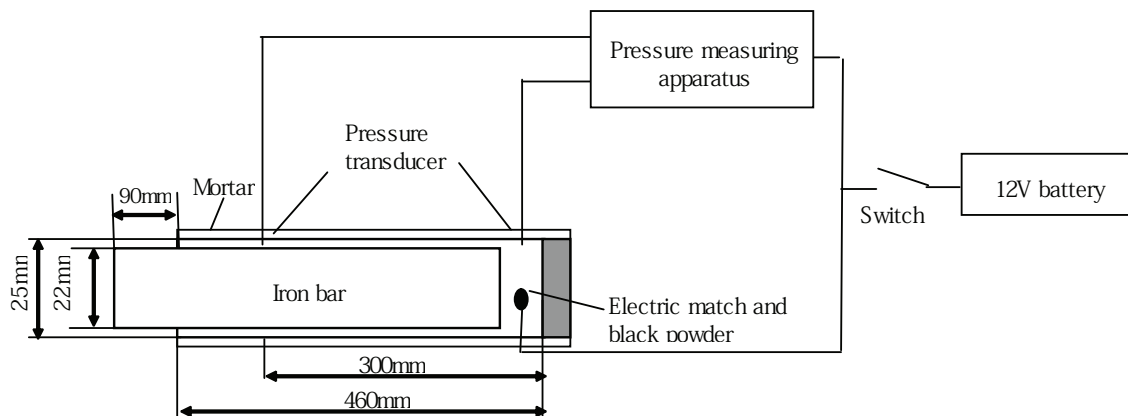 Pressure measuring
apparatus
Pressure
transducer
90mm
Mortar
12V battery
Switch
25mm
22mm
Iron bar
Electric match and
black powder
300mm
460mm